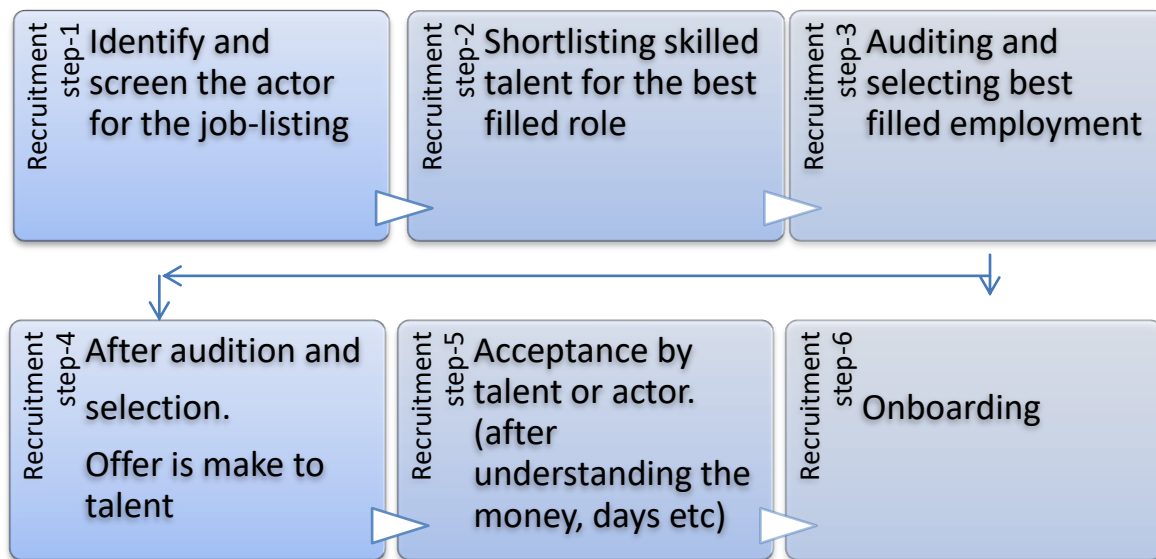 Recruitment
step-1
Identify and
screen the actor
for the job-listing
Recruitment
step-2
Shortlisting skilled
talent for the best
filled role
Recruitment
step-3
Auditing and
selecting best
filled employment
Recruitment
step-4
After audition and
selection.
Offer is make to
talent
Recruitment
step-5
Acceptance by
talent or actor.
(after
understanding the
money, days etc)
Recruitment
step-6
Onboarding